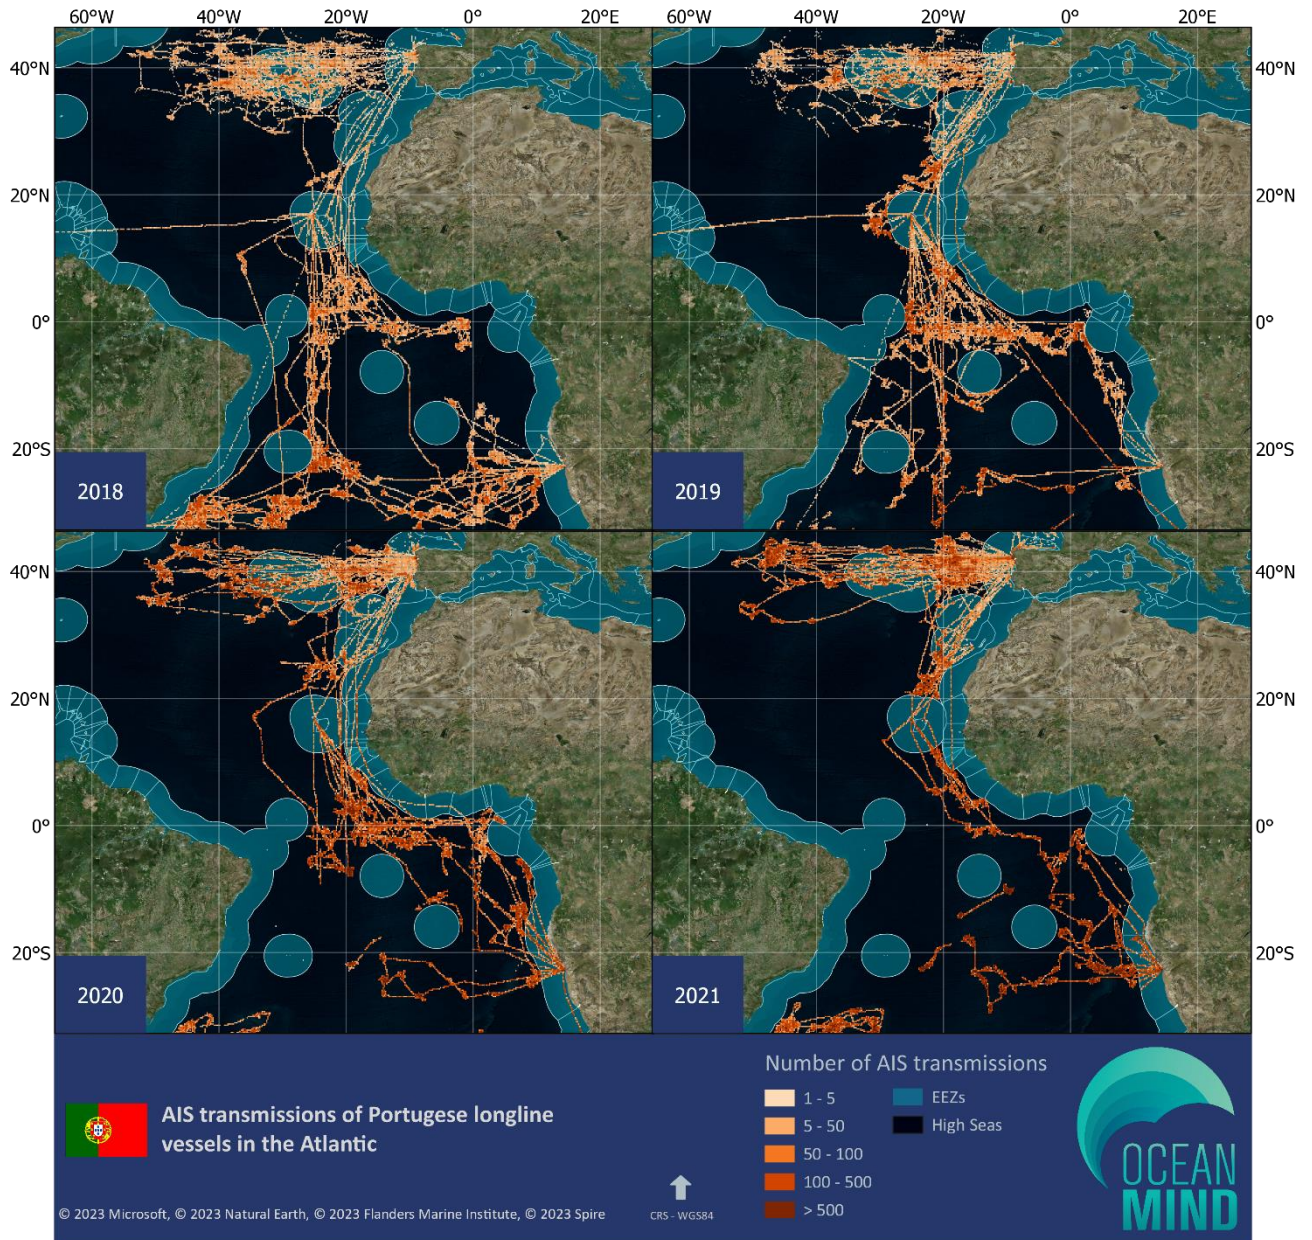 60°W 40°W 20°W 0° 20°E 60°W 40°W 20°W 0° 20°E
40°N 40°N
20°N 20°N
0° 0°
20°S 20°S
2018 2019
40°N 40°N
20°N 20°N
0° 0°
20°S 20°S
2020 2021
Number of AIS transmissions
1 - 5 EEZs
5 - 50 High Seas
50 - 100
100 - 500
> 500
AIS transmissions of Portugese longline
vessels in the Atlantic
© 2023 Microsoft, © 2023 Natural Earth, © 2023 Flanders Marine Institute, © 2023 Spire
CRS - WGS84
OCEAN
MIND